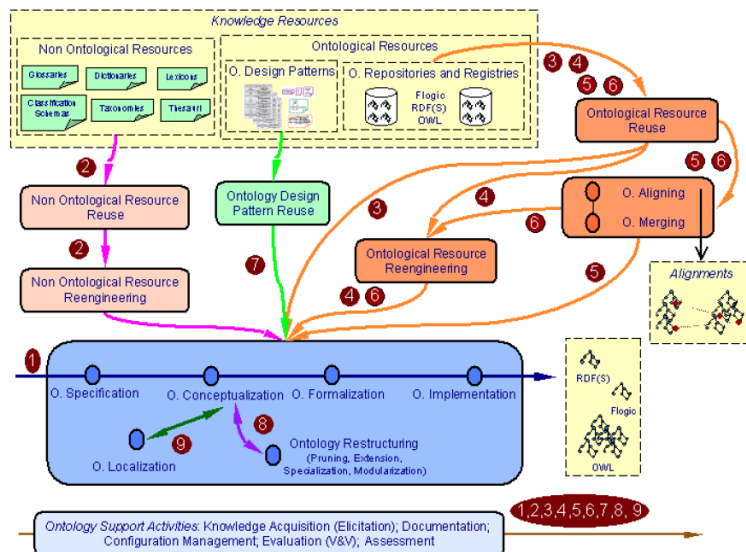 Knowledge Resources
Non Ontological Resources
Glossaries
Dictionaries
Lexicons
Classification
Schemas
Taxonomies
Thesauri
Ontological Resources
O. Design Patterns
O. Repositories and Registries
Flogic
RDF(S)
OWL
3 4
5 6
Ontological Resource
Reuse
2
Non Ontological Resource
Reuse
2
Non Ontological Resource
Reengineering
Ontology Design
Pattern Reuse
7
3
4
5 6
O. Aligning
O. Merging
6
Ontological Resource
Reengineering
4 6
5
Alignments
1
O. Specification
O. Conceptualization
O. Formalization
O. Implementation
9
8
O. Localization
Ontology Restructuring
(Pruning, Extension,
Specialization, Modularization)
RDF(S)
Flogic
OWL
1,2,3,4,5,6,7,8, 9
Ontology Support Activities: Knowledge Acquisition (Elicitation); Documentation;
Configuration Management; Evaluation (V&V); Assessment